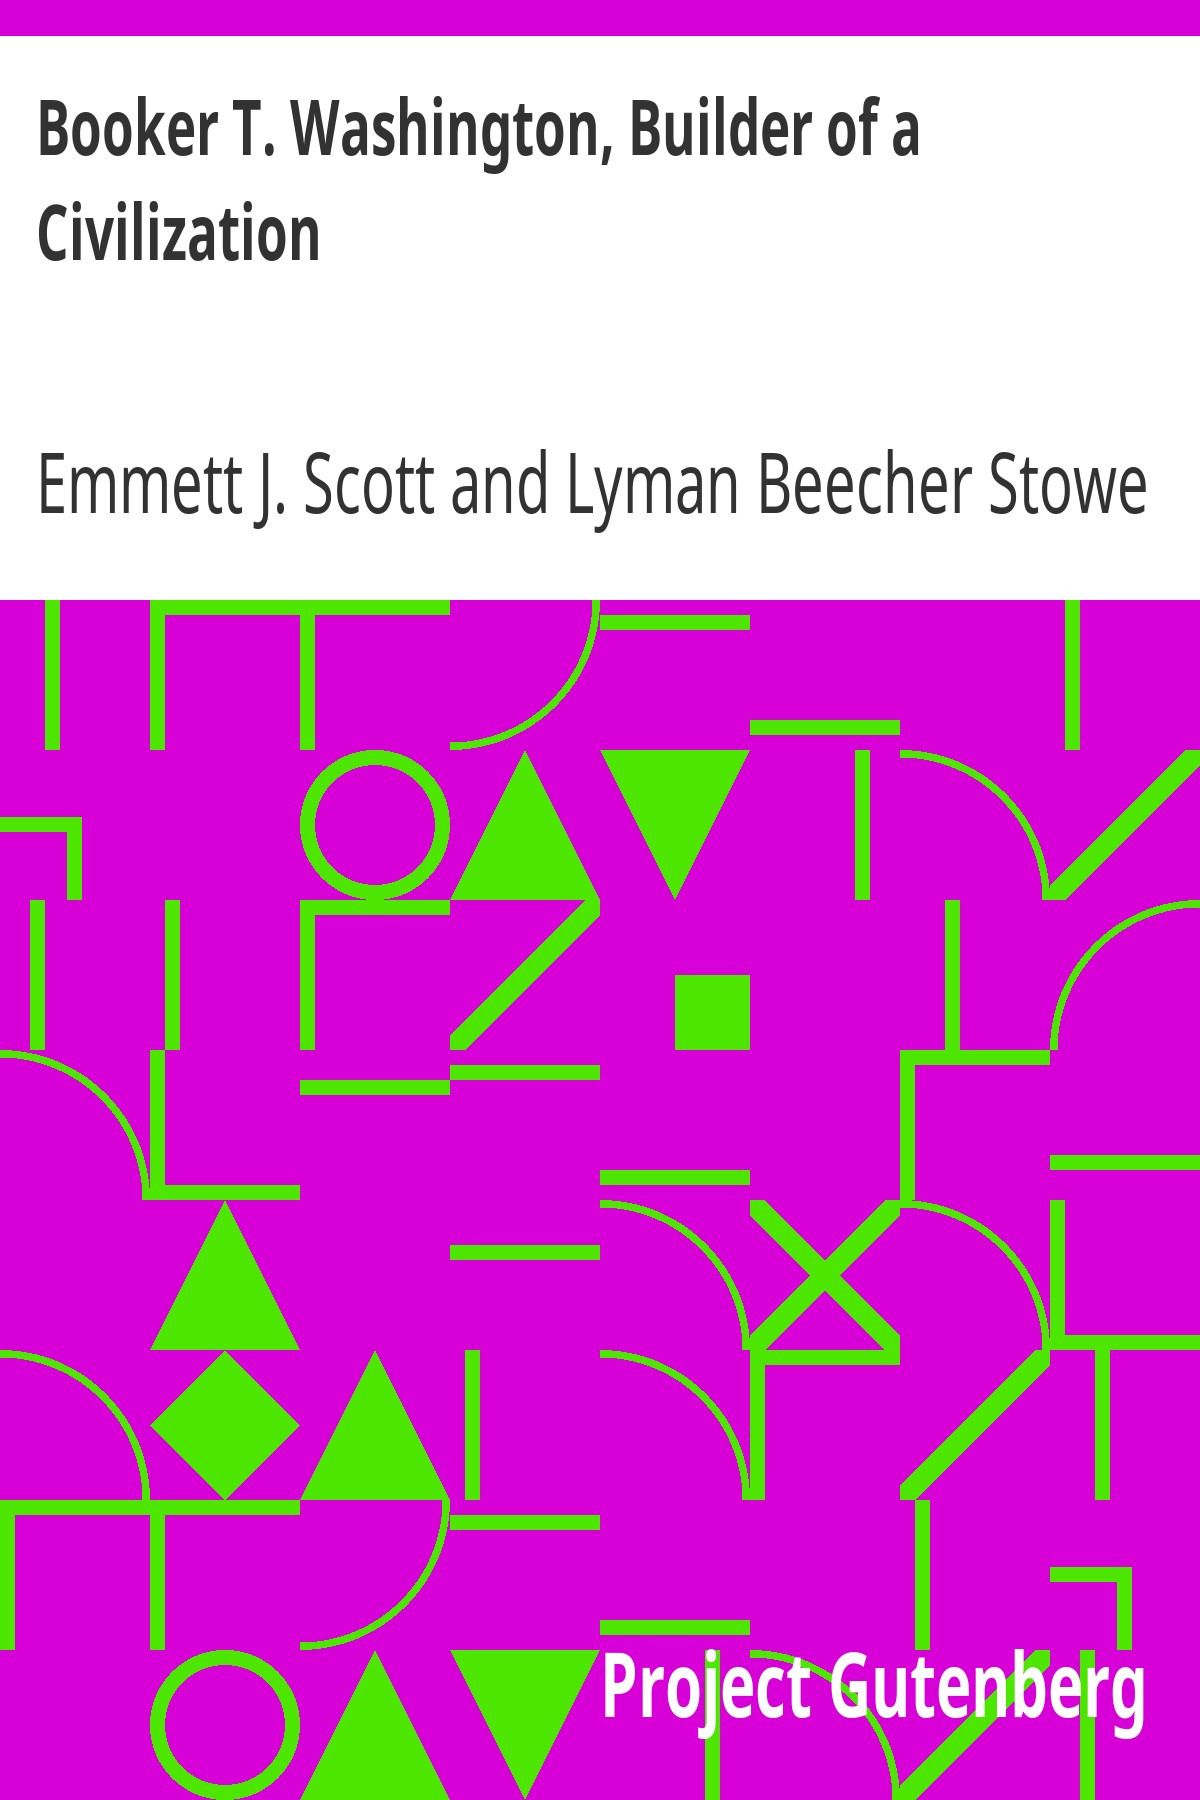 Booker T. Washington, Builder of a
Civilization
Emmett J. Scott and Lyman Beecher Stowe
Project Gutenberg